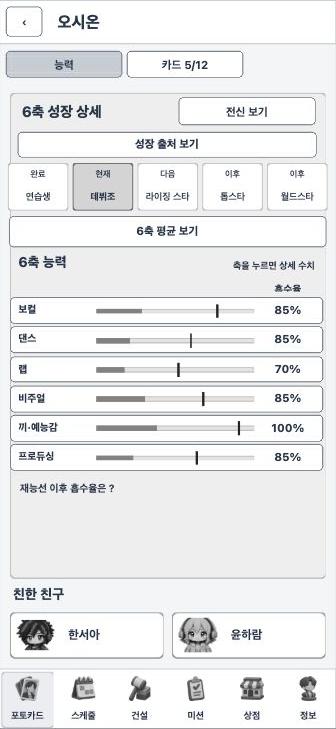 ‹ 오시온
능력 카드 5/12
6축 성장 상세 전신 보기
성장 출처 보기
완료 현재 다음 이후 이후
연습생 데뷔조 라이징 스타 톱스타 월드스타
6축 평균 보기
6축 능력 축을 누르면 상세 수치
흡수율
보컬 85%
댄스 85%
랩 70%
비주얼 85%
끼·예능감 100%
프로듀싱 85%
재능선 이후 흡수율은 ?
친한 친구
한서아 윤하람
포토카드 스케줄 건설 미션 상점 정보